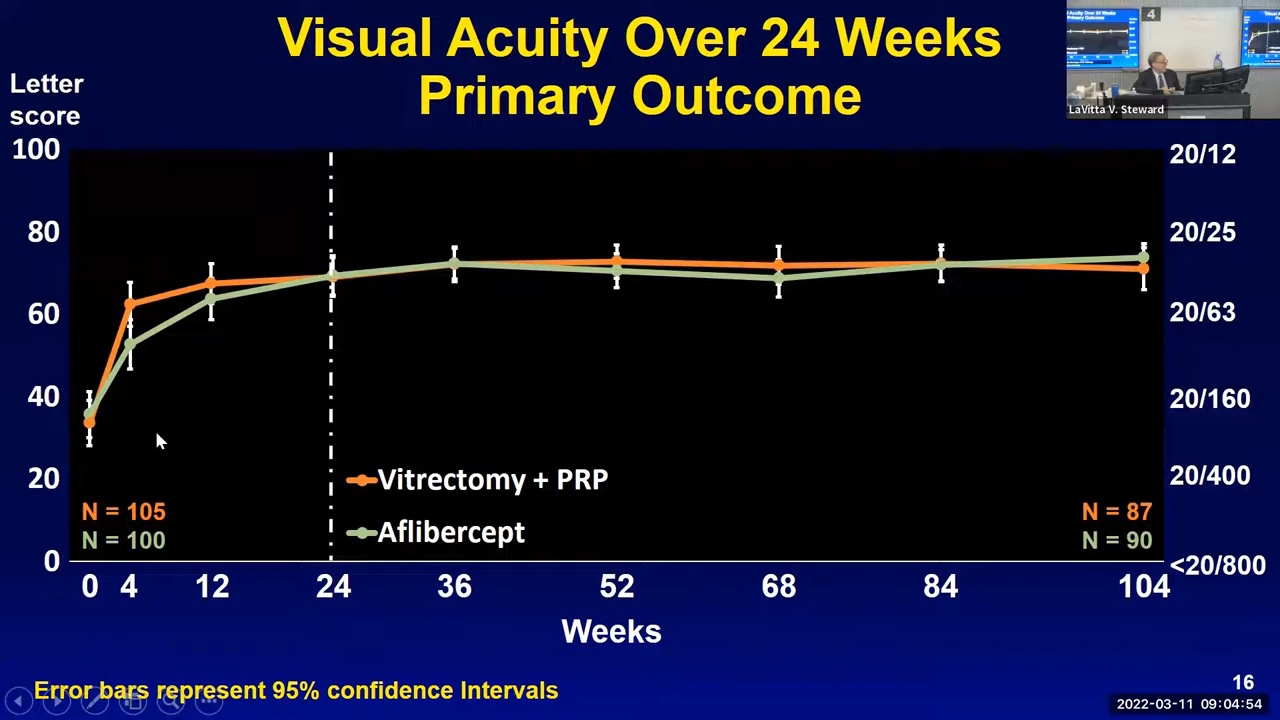 Visual Acuity Over 24 Weeks
Primary Outcome
Letter
score
100
80
60
40
20
0
20/12
20/25
20/63
20/160
20/400
<20/800
Vitrectomy + PRP
Aflibercept
N = 105
N = 100
N = 87
N = 90
0 4 12 24 36 52 68 84 104
Weeks
Error bars represent 95% confidence Intervals
16
2022-03-11 09:04:54
4
LaVitta V. Steward